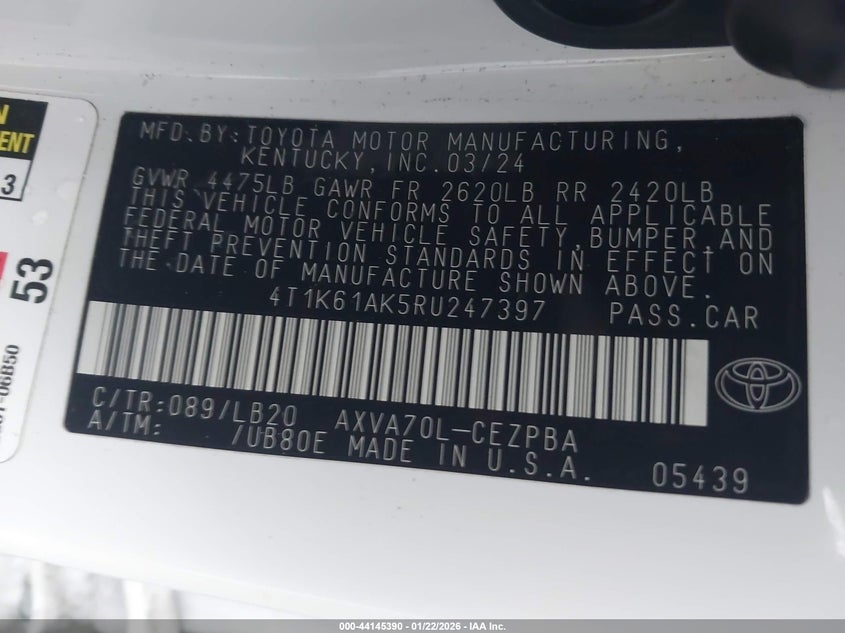 MFD. BY: TOYOTA MOTOR MANUFACTURING,
KENTUCKY, INC. 03/24
GVWR 4475LB GAWR FR 2620LB RR 2420LB
THIS VEHICLE CONFORMS TO ALL APPLICABLE
FEDERAL MOTOR VEHICLE SAFETY, BUMPER, AND
THEFT PREVENTION STANDARDS IN EFFECT ON
THE DATE OF MANUFACTURE SHOWN ABOVE.
4T1K61AK5RU247397 PASS.CAR
C/TR:089/LB20 AXVA70L-CEZPBA
A/TM: /UB80E MADE IN U.S.A. 05439
3
53
06B50
000-44145390 - 01/22/2026 - IAA Inc.